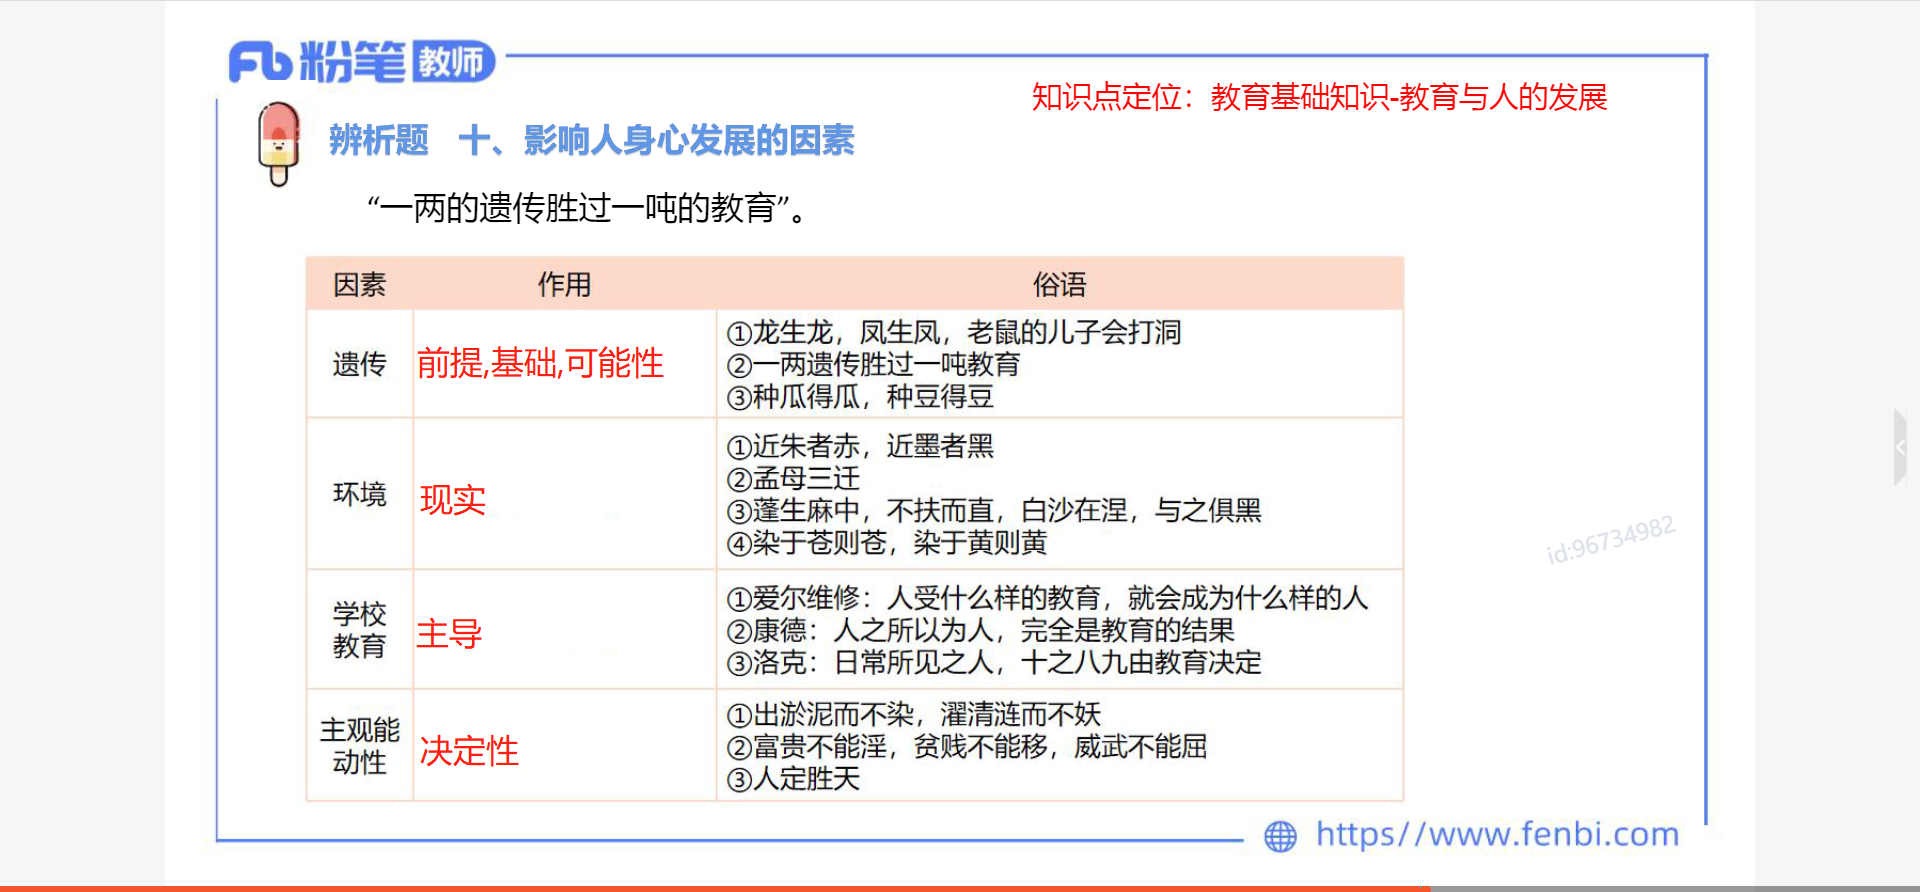 粉笔教师
知识点定位：教育基础知识-教育与人的发展
辨析题 十、影响人身心发展的因素
“一两的遗传胜过一吨的教育”。
因素 作用 俗语
遗传 前提,基础,可能性
①龙生龙，凤生凤，老鼠的儿子会打洞
②一两遗传胜过一吨教育
③种瓜得瓜，种豆得豆
环境 现实
①近朱者赤，近墨者黑
②孟母三迁
③蓬生麻中，不扶而直，白沙在涅，与之俱黑
④染于苍则苍，染于黄则黄
学校
教育
主导
①爱尔维修：人受什么样的教育，就会成为什么样的人
②康德：人之所以为人，完全是教育的结果
③洛克：日常所见之人，十之八九由教育决定
主观能
动性
决定性
①出淤泥而不染，濯清涟而不妖
②富贵不能淫，贫贱不能移，威武不能屈
③人定胜天
id:96734982
https//www.fenbi.com